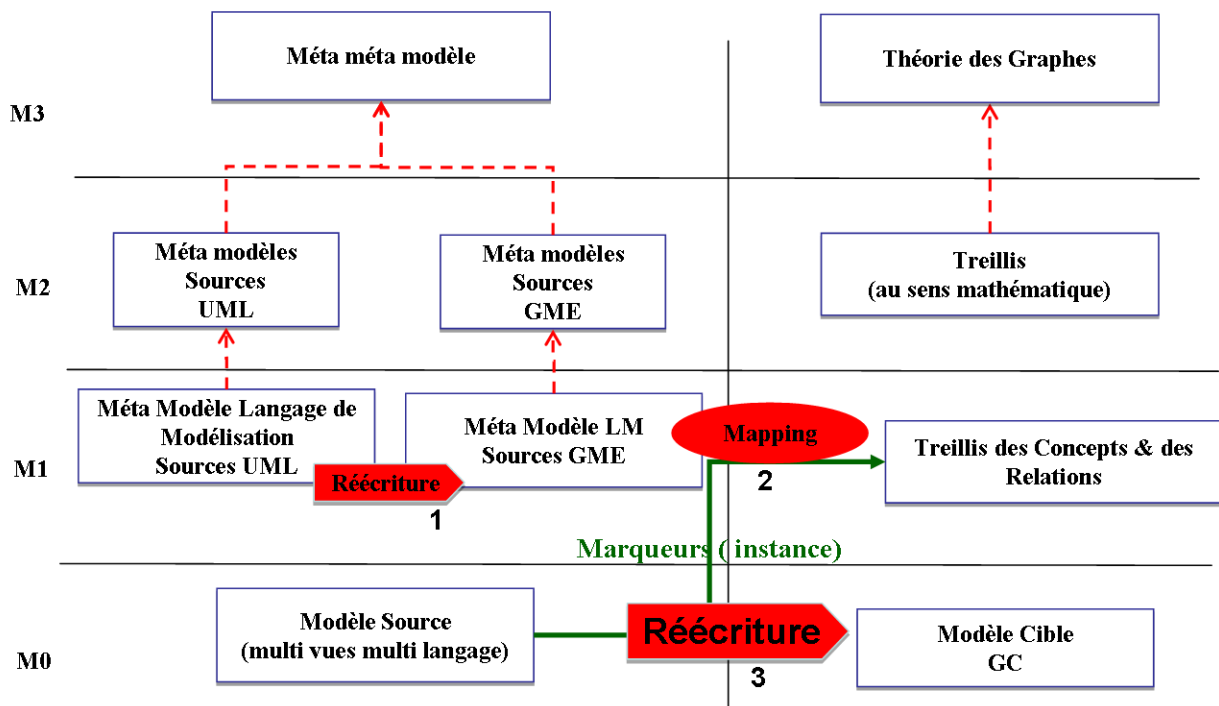 Méta méta modèle
Théorie des Graphes
M3
Méta modèles
Sources
UML
Méta modèles
Sources
GME
Treillis
(au sens mathématique)
M2
Méta Modèle Langage de
Modélisation
Sources UML
Méta Modèle LM
Sources GME
Mapping
Treillis des Concepts & des
Relations
M1
Réécriture
1
2
Marqueurs ( instance)
Modèle Source
(multi vues multi langage)
Réécriture
3
Modèle Cible
GC
M0